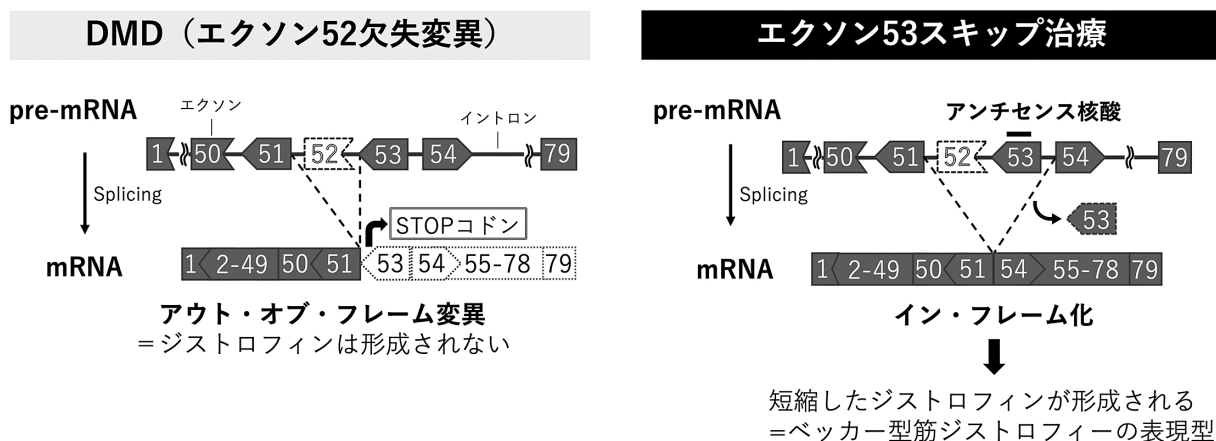 DMD（エクソン52欠失変異）
pre-mRNA
エクソン
イントロン
1 50 51 52 53 54 79
Splicing
STOPコドン
mRNA
1 2-49 50 51 53 54 55-78 79
アウト・オブ・フレーム変異
＝ジストロフィンは形成されない
エクソン53スキップ治療
pre-mRNA
アンチセンス核酸
1 50 51 52 53 54 79
Splicing
53
mRNA
1 2-49 50 51 54 55-78 79
イン・フレーム化
短縮したジストロフィンが形成される
=ベッカー型筋ジストロフィーの表現型